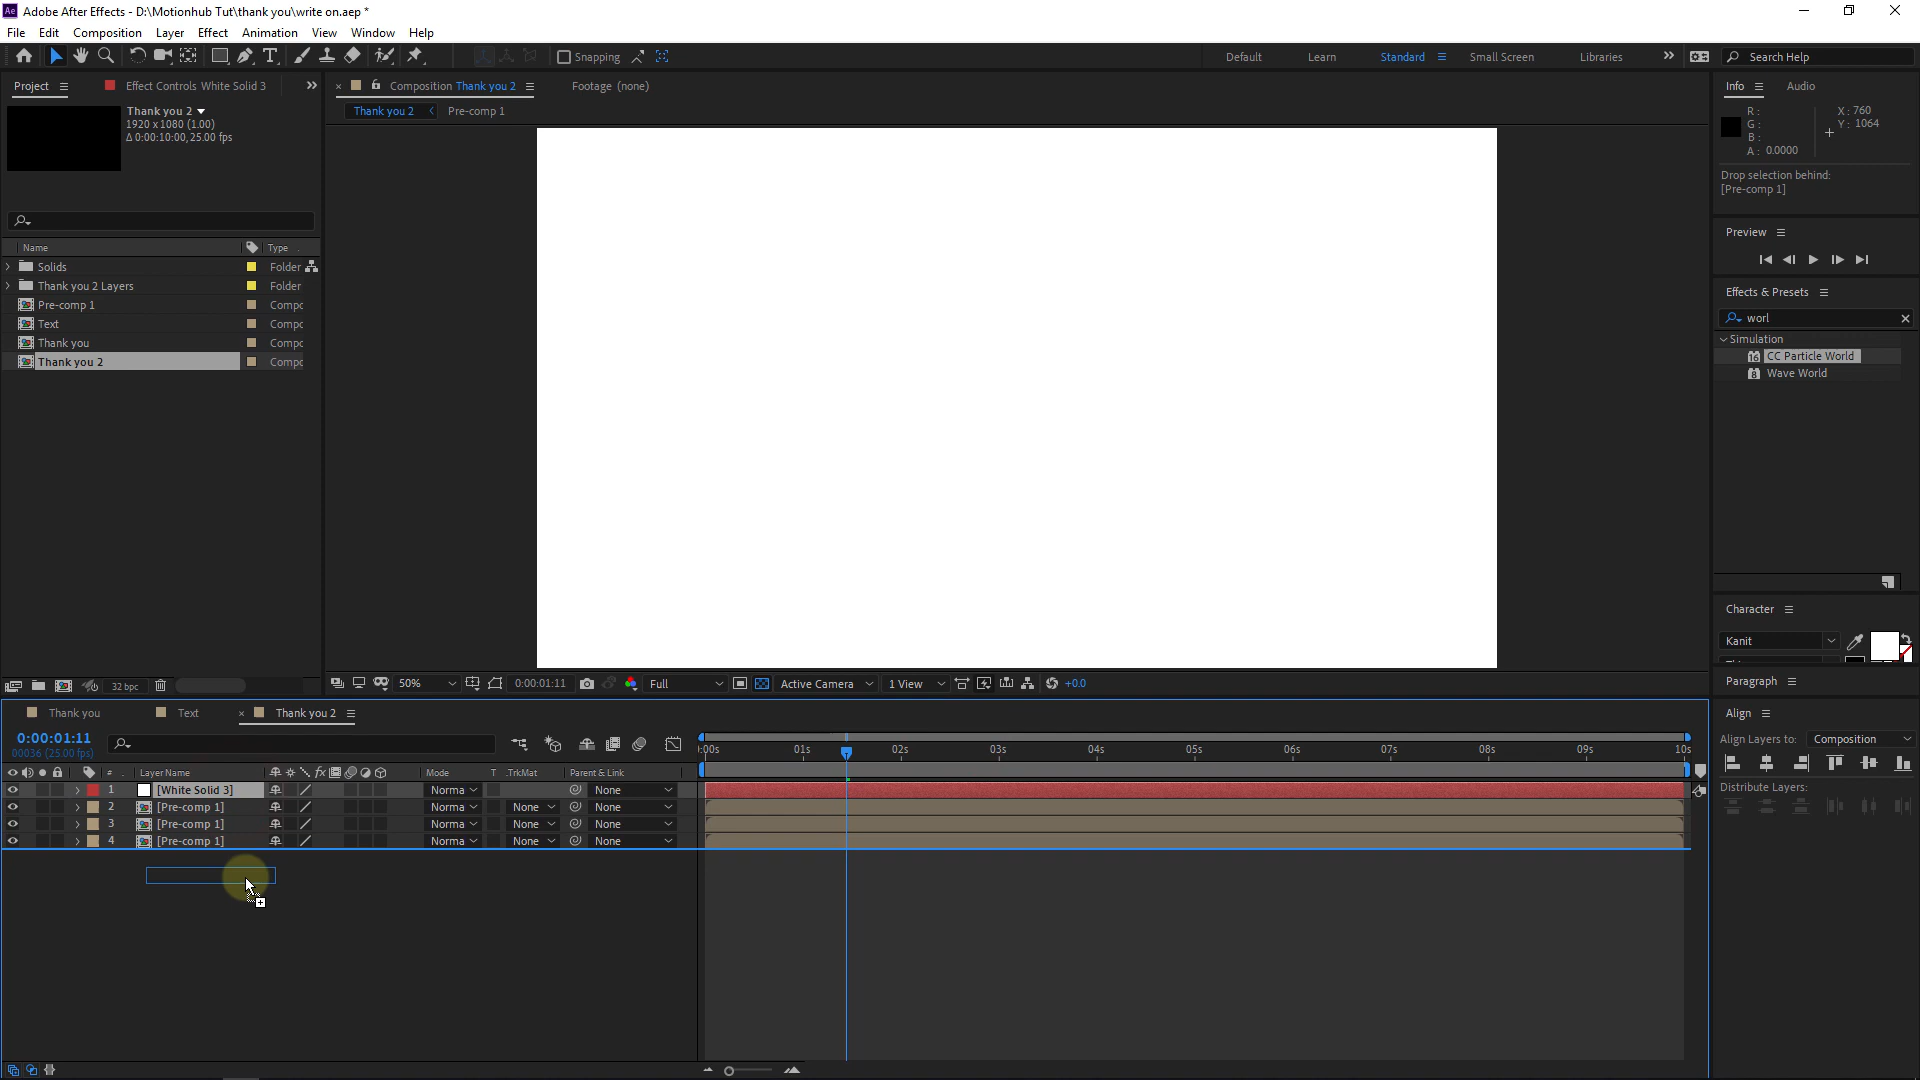 Adobe After Effects - D:\Motionhub Tut\thank you\write on.aep *
File Edit Composition Layer Effect Animation View Window Help
Snapping
Default Learn Standard Small Screen Libraries Search Help
Project Effect Controls White Solid 3
Composition Thank you 2 Footage (none)
Thank you 2 Pre-comp 1
Thank you 2
1920 x 1080 (1.00)
Δ 0:00:10:00, 25.00 fps
Name Type
Solids Folder
Thank you 2 Layers Folder
Pre-comp 1 Compo
Text Compo
Thank you Compo
Thank you 2 Compo
32 bpc
50% 0:00:01:11 Full Active Camera 1 View +0.0
Info Audio
R: X: 760
G: Y: 1064
B:
A: 0.0000
Drop selection behind:
[Pre-comp 1]
Preview
Effects & Presets
worl
Simulation
CC Particle World
Wave World
Character
Kanit
Paragraph
Align
Align Layers to: Composition
Distribute Layers:
Thank you Text Thank you 2
0:00:01:11
00036 (25.00 fps)
:00s 01s 02s 03s 04s 05s 06s 07s 08s 09s 10s
# Layer Name Mode T .TrkMat Parent & Link
1 [White Solid 3] Norma None
2 [Pre-comp 1] Norma None None
3 [Pre-comp 1] Norma None None
4 [Pre-comp 1] Norma None None